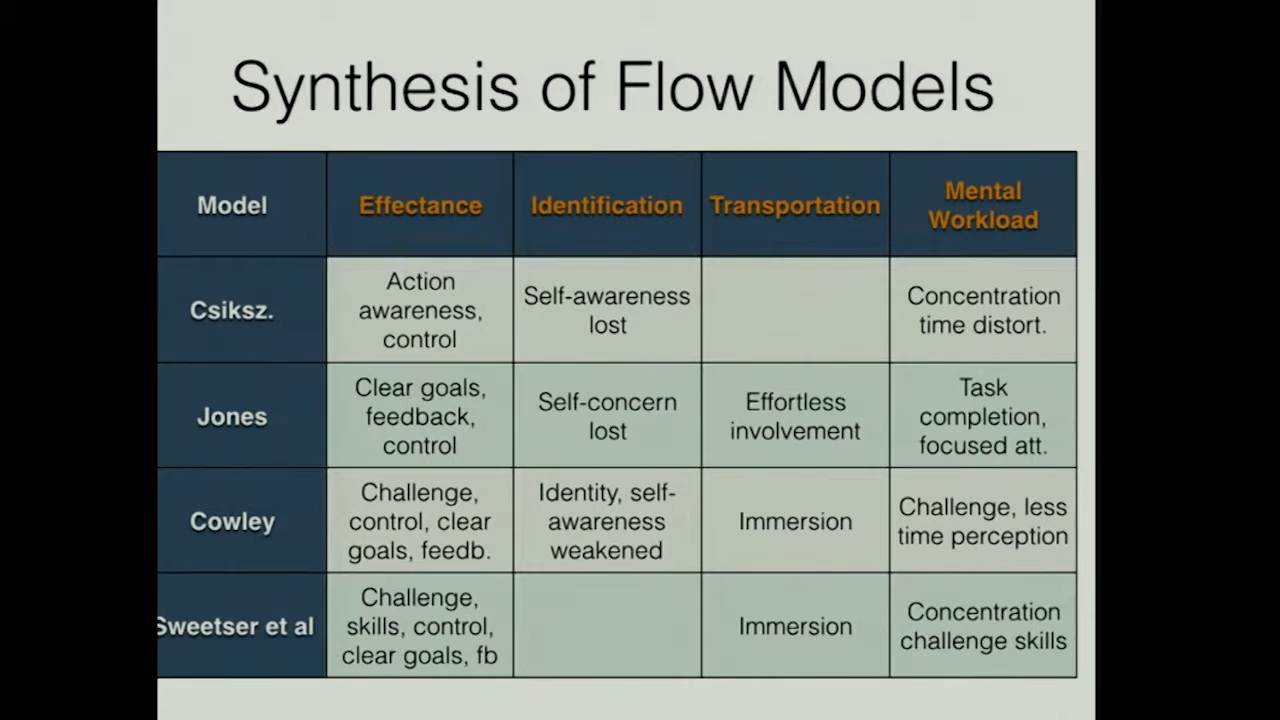 Synthesis of Flow Models
Model Effectance Identification Transportation Mental
Workload
Csiksz.
Action
awareness,
control
Self-awareness
lost
Concentration
time distort.
Jones
Clear goals,
feedback,
control
Self-concern
lost
Effortless
involvement
Task
completion,
focused att.
Cowley
Challenge,
control, clear
goals, feedb.
Identity, self-
awareness
weakened
Immersion
Challenge, less
time perception
Sweetser et al
Challenge,
skills, control,
clear goals, fb
Immersion
Concentration
challenge skills